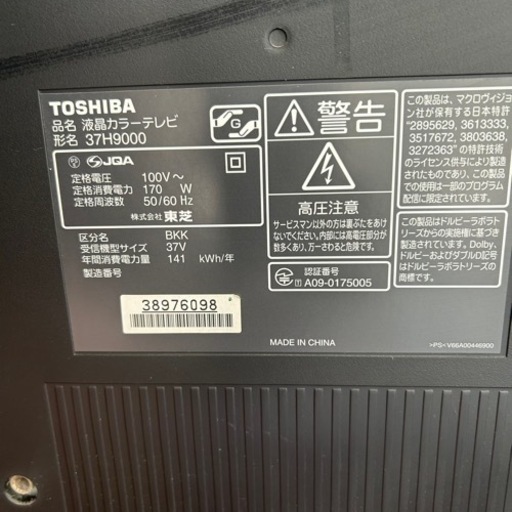 TOSHIBA
品名 液晶カラーテレビ
形名 37H9000
G
JQA
定格電圧 100V～
定格消費電力 170 W
定格周波数 50/60 Hz
株式会社 東芝
区分名 BKK
受信機型サイズ 37V
年間消費電力量 141 kWh/年
製造番号
38976098
警告
高圧注意
サービスマン以外の方は裏ぶたをあけ
ないでください。内部には高電圧部分が
数多くあり、万一さわると危険です。
認証番号
A09-0175005
MADE IN CHINA
この製品は、マクロヴィジョ
ン社が保有する日本特許
"2895629, 3613333,
3517672, 3803638,
3272363" の特許技術
のライセンス供与により製造
されています。この製品
での使用は一部のプログラム
配信に限定されています。
この製品はドルビーラボラト
リーズからの実施権に基づ
き製造されています。Dolby、
ドルビーおよびダブルD記号
はドルビーラボラトリーズの
商標です。
>PS< V66A00446900